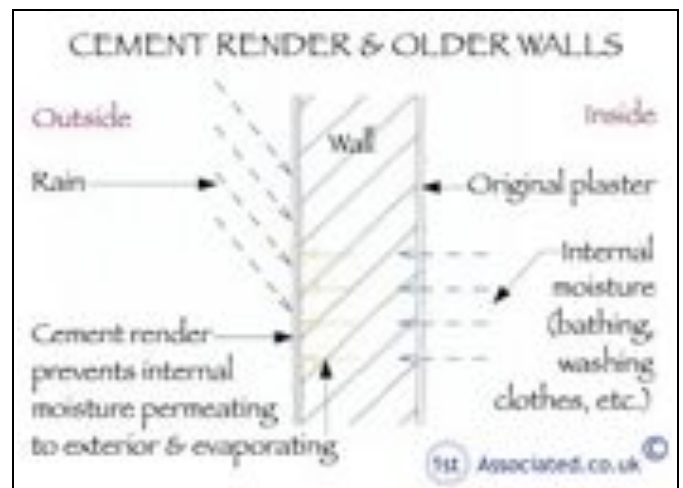 CEMENT RENDER & OLDER WALLS
Outside
Inside
Wall
Rain
Original plaster
Internal
moisture
(bathing,
washing
clothes, etc.)
Cement render
prevents internal
moisture permeating
to exterior & evaporating
1st Associated.co.uk ©